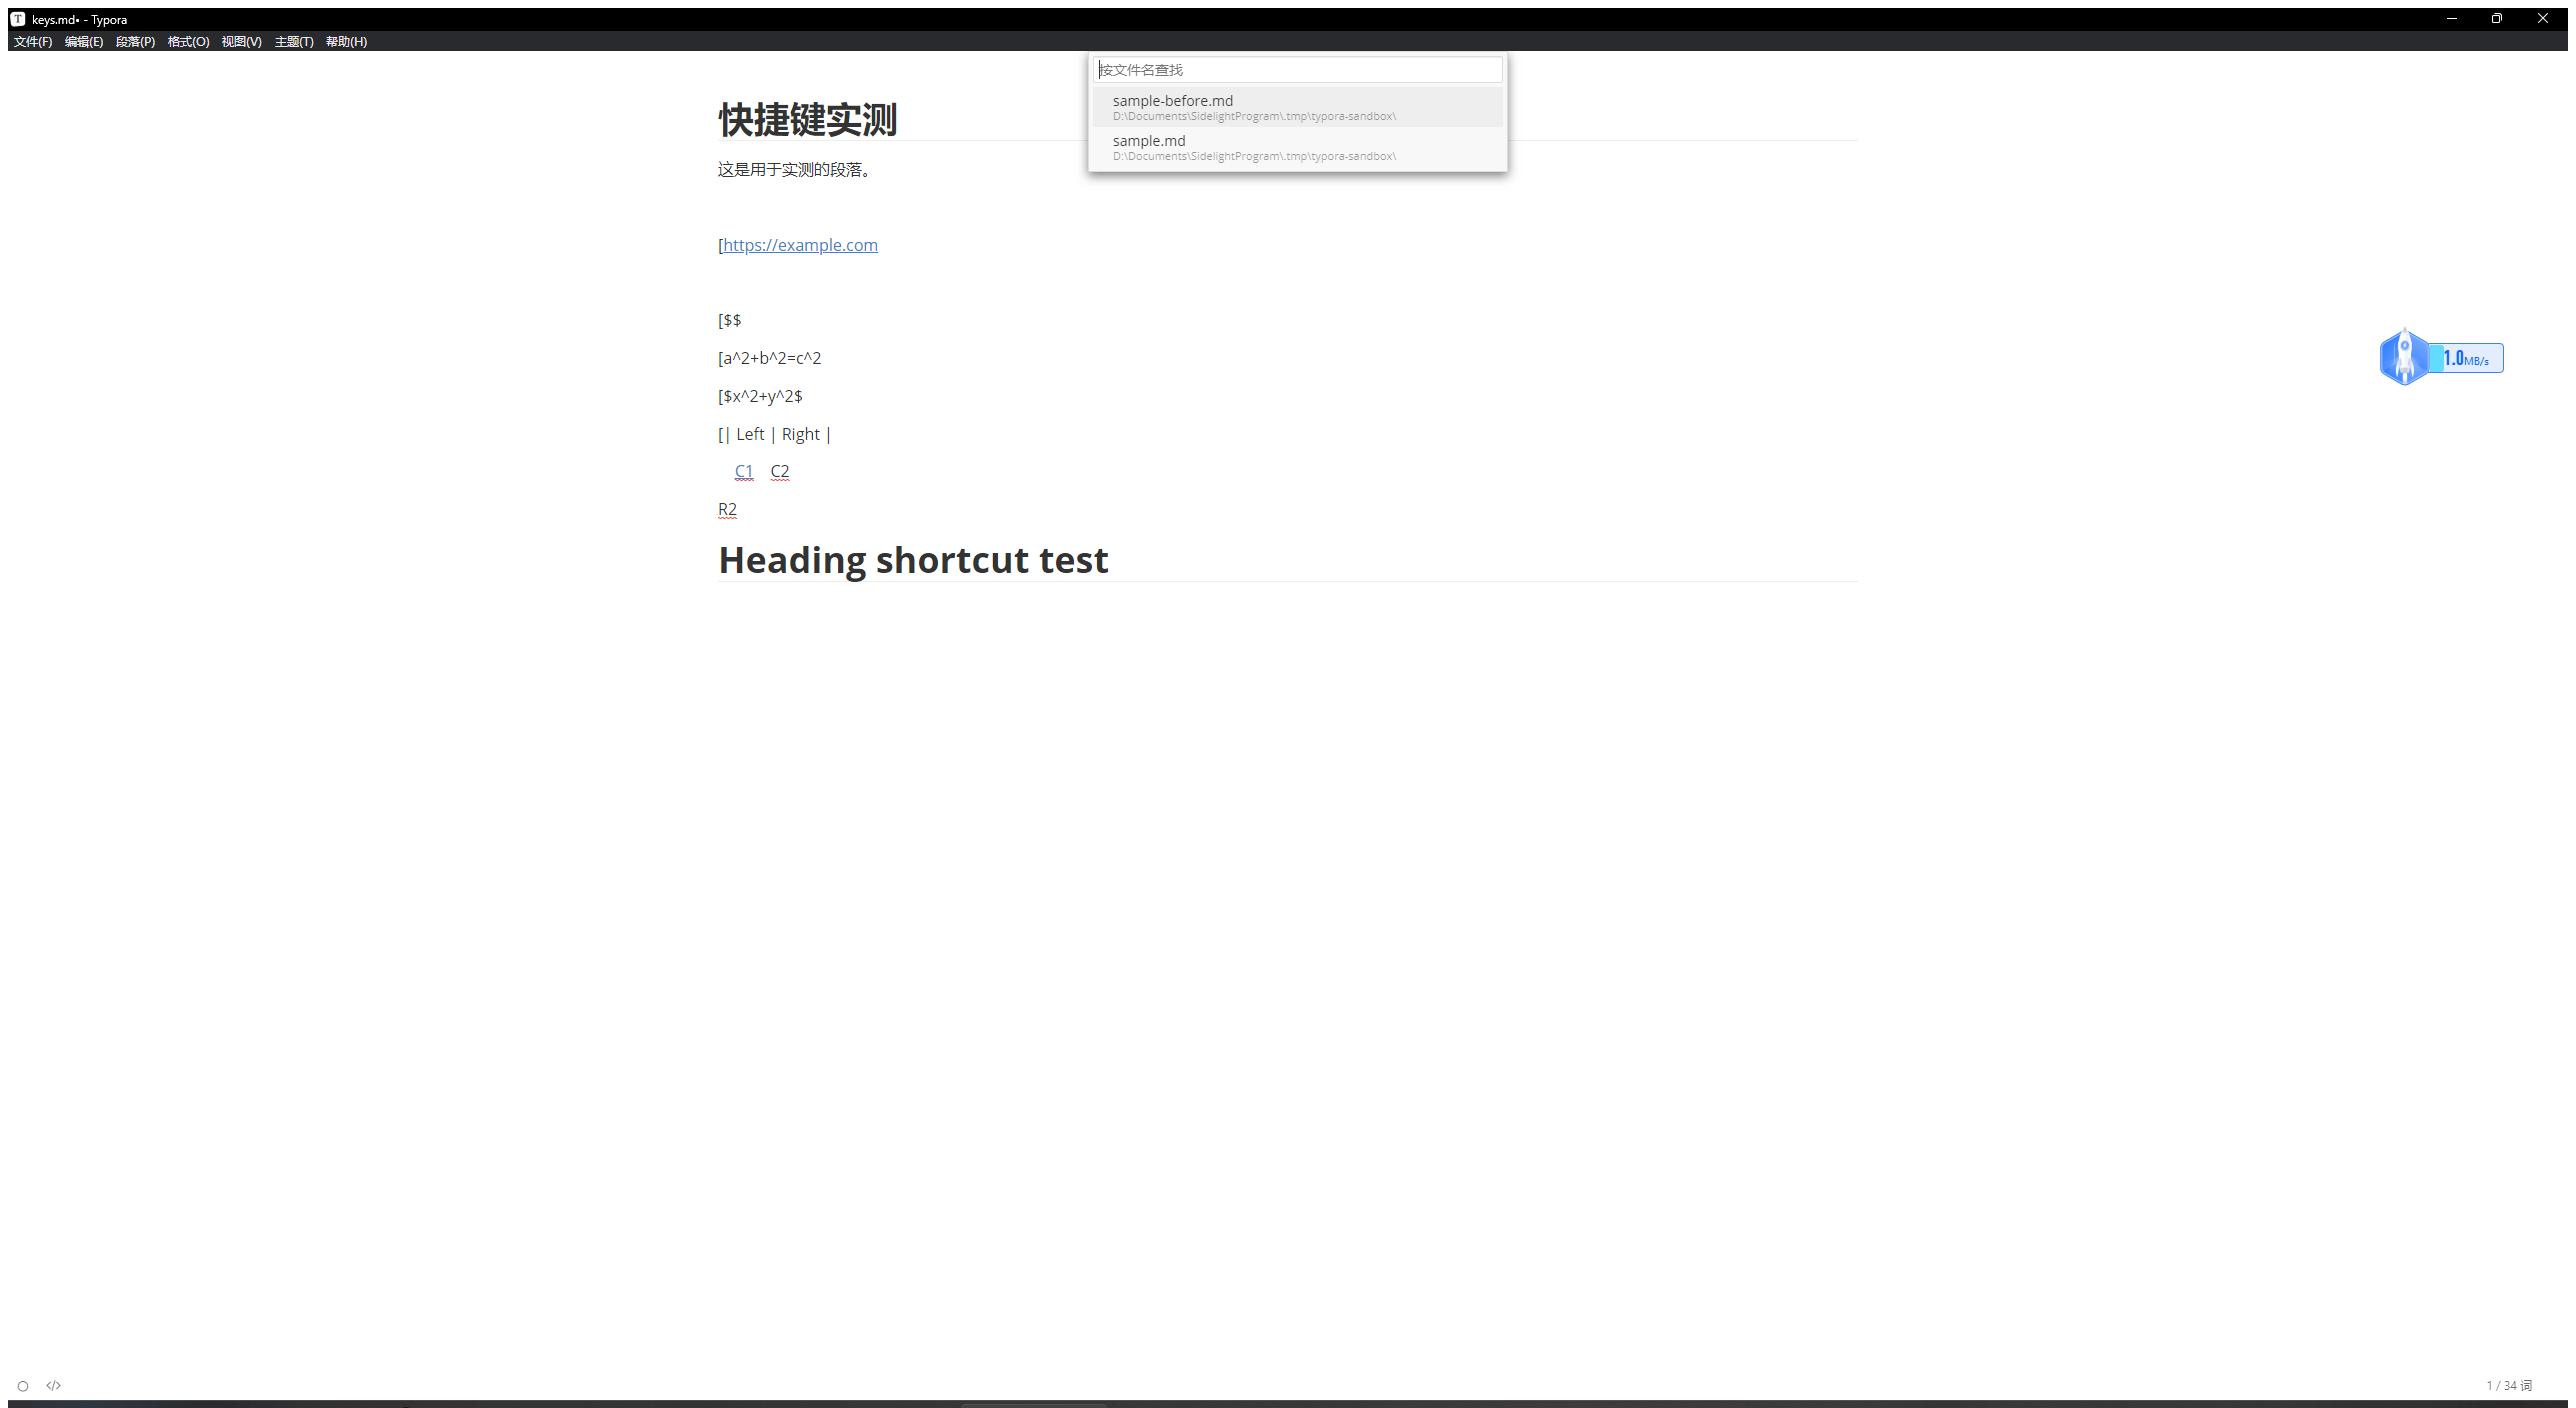 keys.md• - Typora
文件(F) 编辑(E) 段落(P) 格式(O) 视图(V) 主题(T) 帮助(H)
按文件名查找
sample-before.md
D:\Documents\SidelightProgram\.tmp\typora-sandbox\
sample.md
D:\Documents\SidelightProgram\.tmp\typora-sandbox\
快捷键实测
这是用于实测的段落。
[https://example.com
[$$
[a^2+b^2=c^2
[$x^2+y^2$
[| Left | Right |
C1 C2
R2
Heading shortcut test
1.0MB/s
</>
1 / 34 词